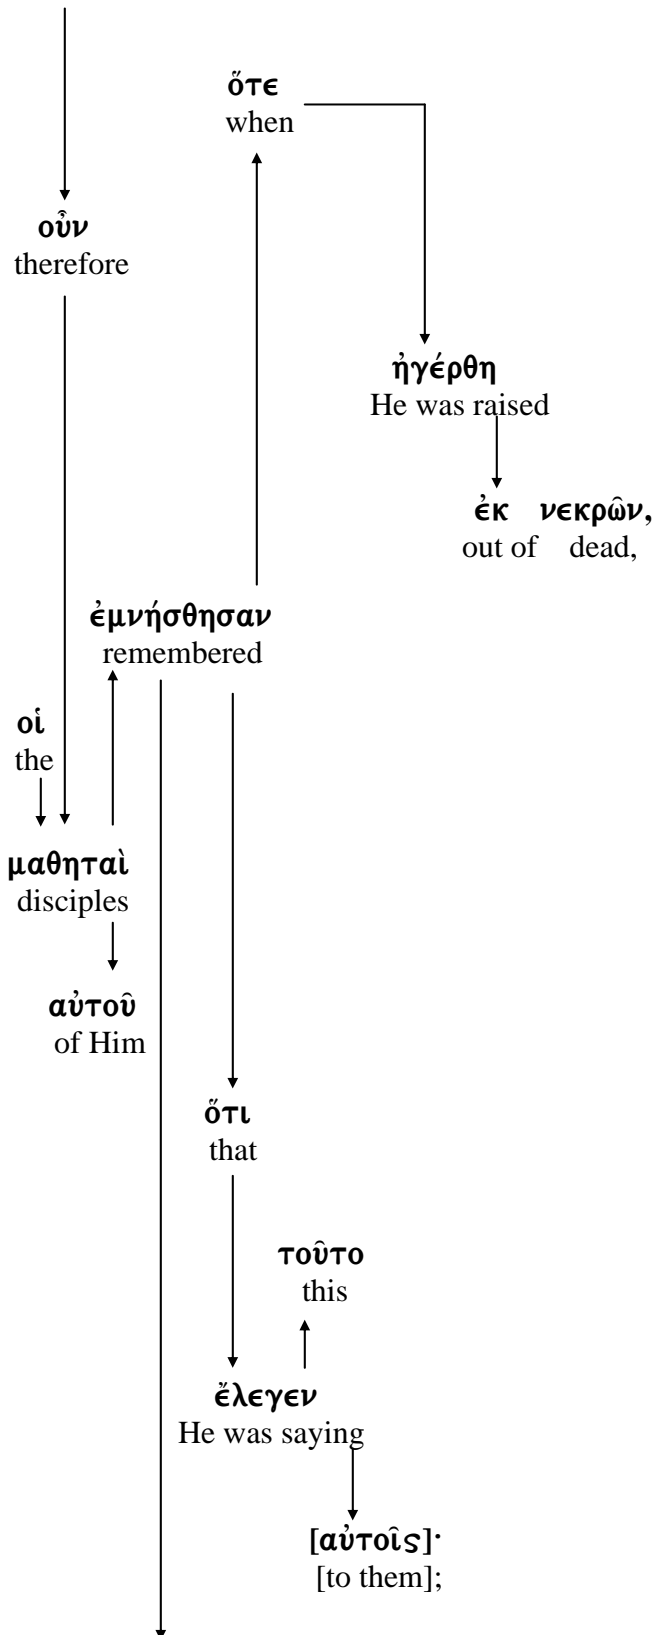 ὅτε
when
οὖν
therefore
ἠγέρθη
He was raised
ἐκ νεκρῶν,
out of dead,
ἐμνήσθησαν
remembered
οἱ
the
μαθηταὶ
disciples
αὐτοῦ
of Him
ὅτι
that
τοῦτο
this
ἔλεγεν
He was saying
[αὐτοῖς]·
[to them];